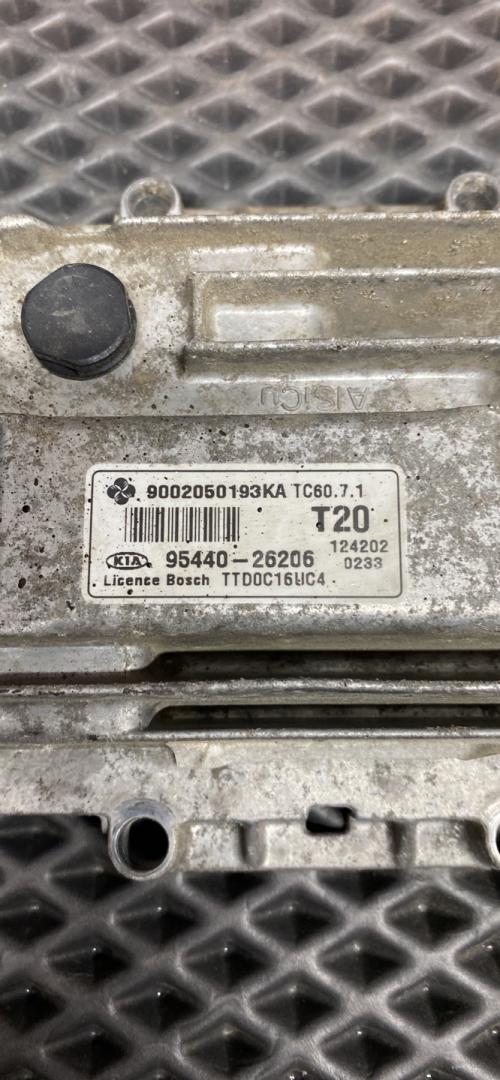 AlSiCu
9002050193KA TC60.7.1
T20
124202
KIA 95440-26206 0233
Licence Bosch TTD0C16UC4